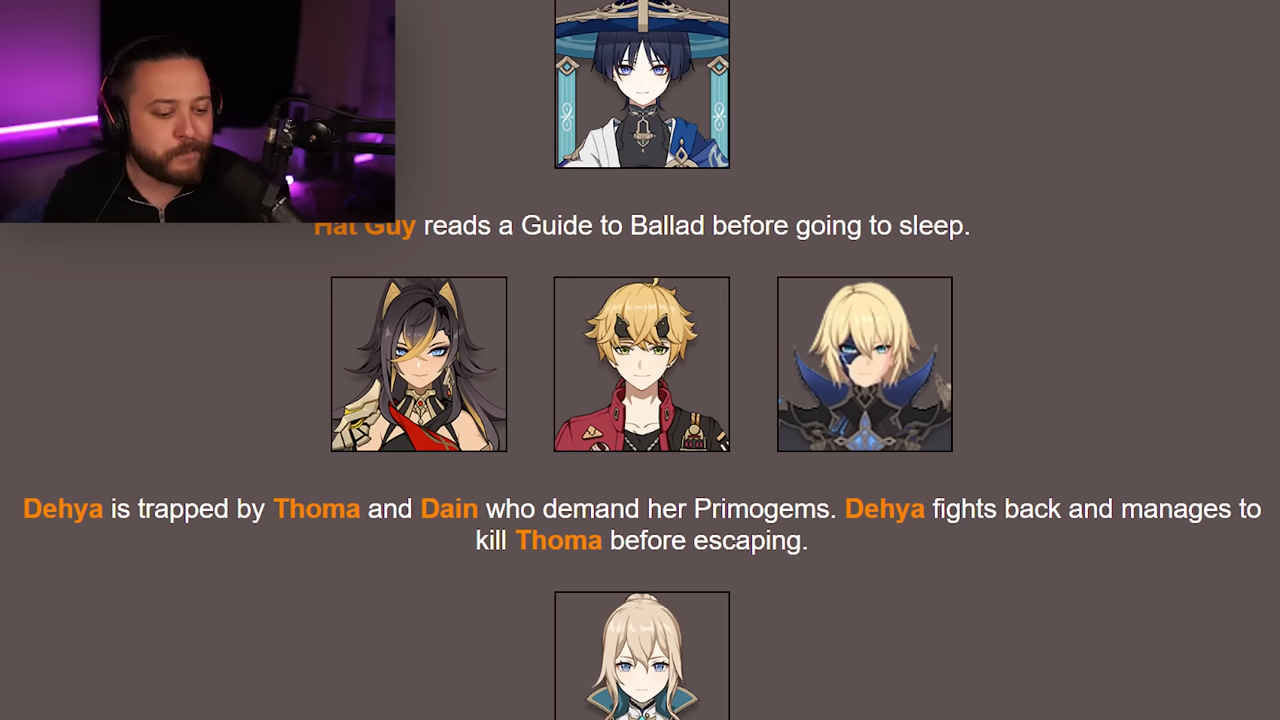 Hat Guy reads a Guide to Ballad before going to sleep.
Dehya is trapped by Thoma and Dain who demand her Primogems. Dehya fights back and manages to
kill Thoma before escaping.